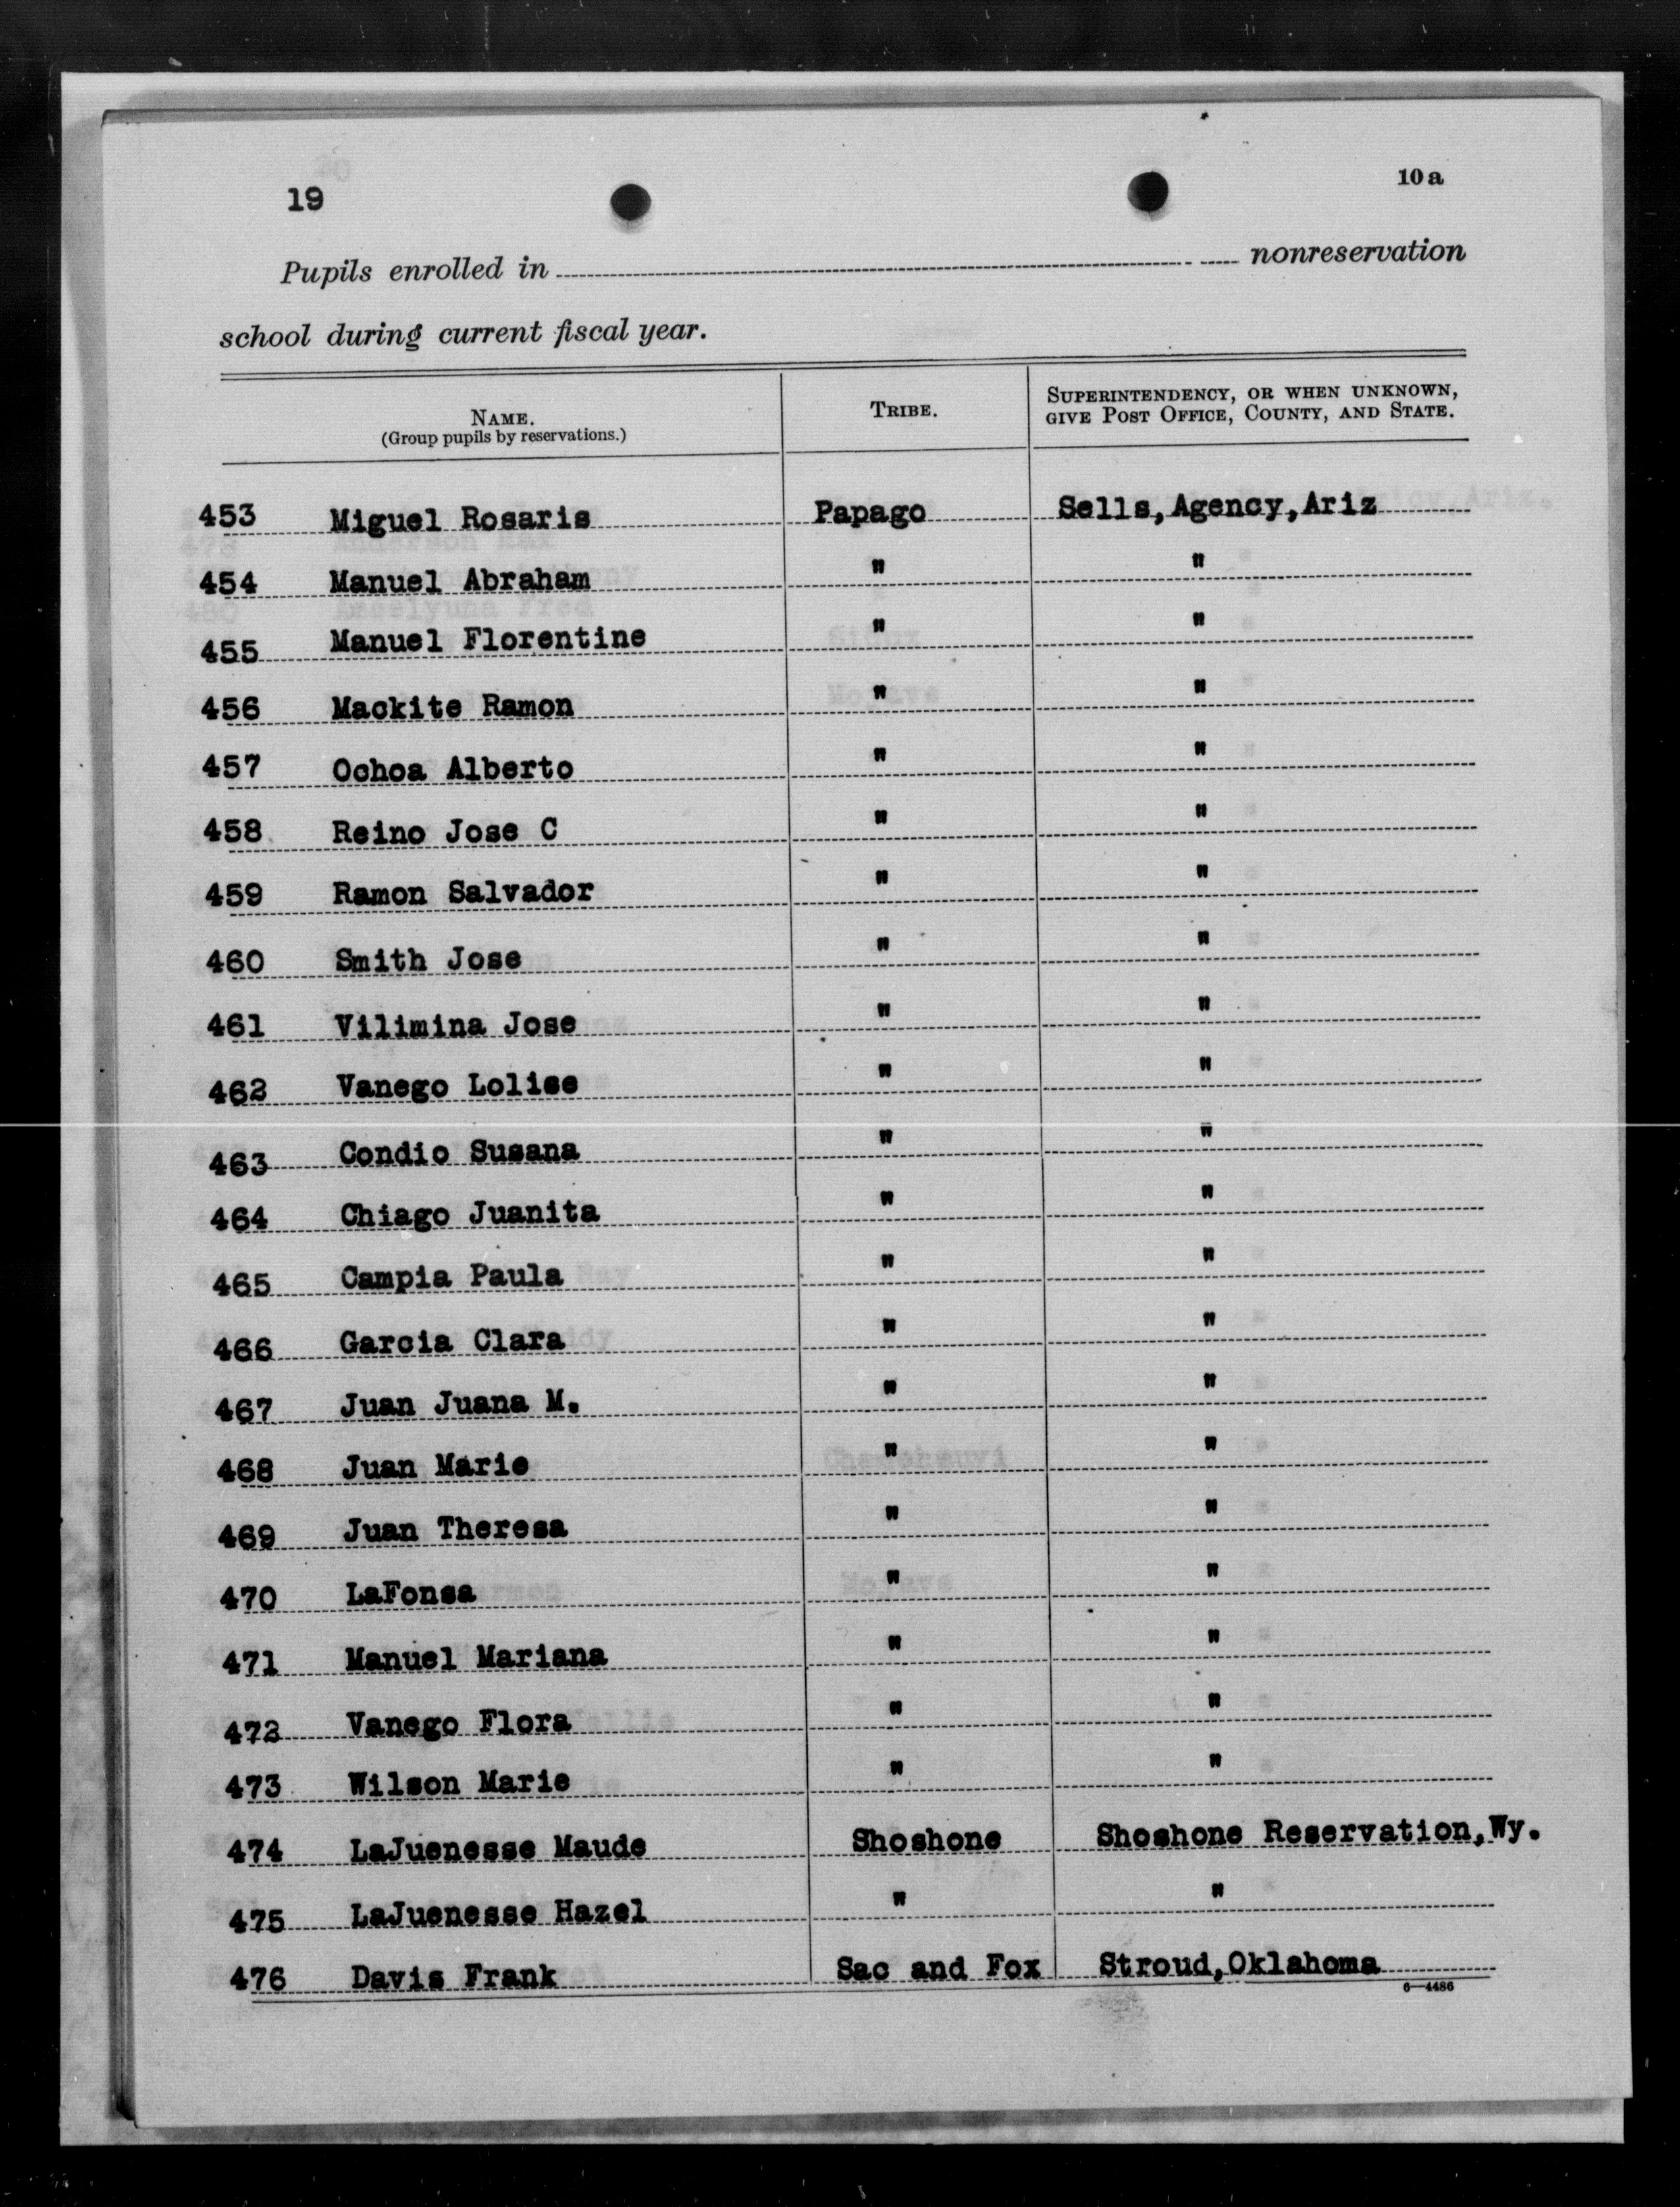 19
10a
Pupils enrolled in nonreservation
school during current fiscal year.
NAME.
(Group pupils by reservations.)
TRIBE.
SUPERINTENDENCY, OR WHEN UNKNOWN,
GIVE POST OFFICE, COUNTY, AND STATE.
453 Miguel Rosaris Papago Sells,Agency,Ariz
454 Manuel Abraham " "
455 Manuel Florentine " "
456 Mackite Ramon " "
457 Ochoa Alberto " "
458 Reino Jose C " "
459 Ramon Salvador " "
460 Smith Jose " "
461 Vilimina Jose " "
462 Vanego Lolise " "
463 Condio Susana " "
464 Chiago Juanita " "
465 Campia Paula " "
466 Garcia Clara " "
467 Juan Juana M. " "
468 Juan Marie " "
469 Juan Theresa " "
470 LaFonsa " "
471 Manuel Mariana " "
472 Vanego Flora " "
473 Wilson Marie " "
474 LaJuenesse Maude Shoshone Shoshone Reservation,Wy.
475 LaJuenesse Hazel " "
476 Davis Frank Sac and Fox Stroud,Oklahoma
6—4486